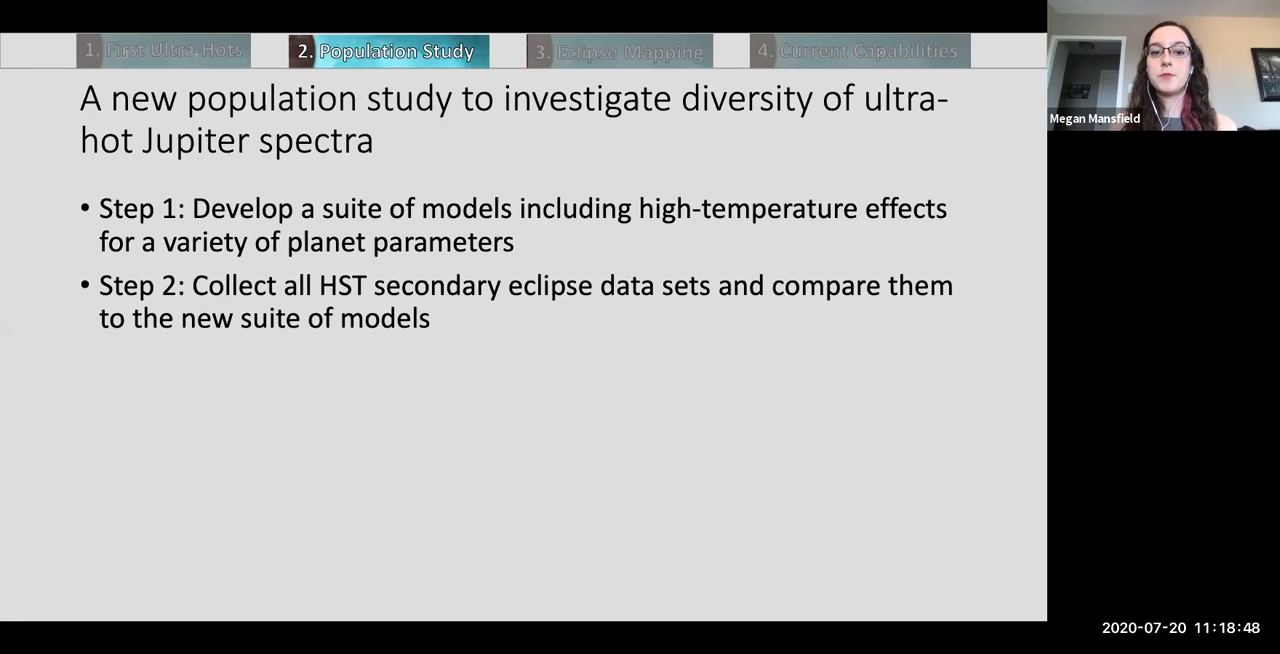 1. First Ultra-Hots
2. Population Study
3. Eclipse Mapping
4. Current Capabilities
A new population study to investigate diversity of ultra-
hot Jupiter spectra
• Step 1: Develop a suite of models including high-temperature effects
for a variety of planet parameters
• Step 2: Collect all HST secondary eclipse data sets and compare them
to the new suite of models
Megan Mansfield
2020-07-20 11:18:48